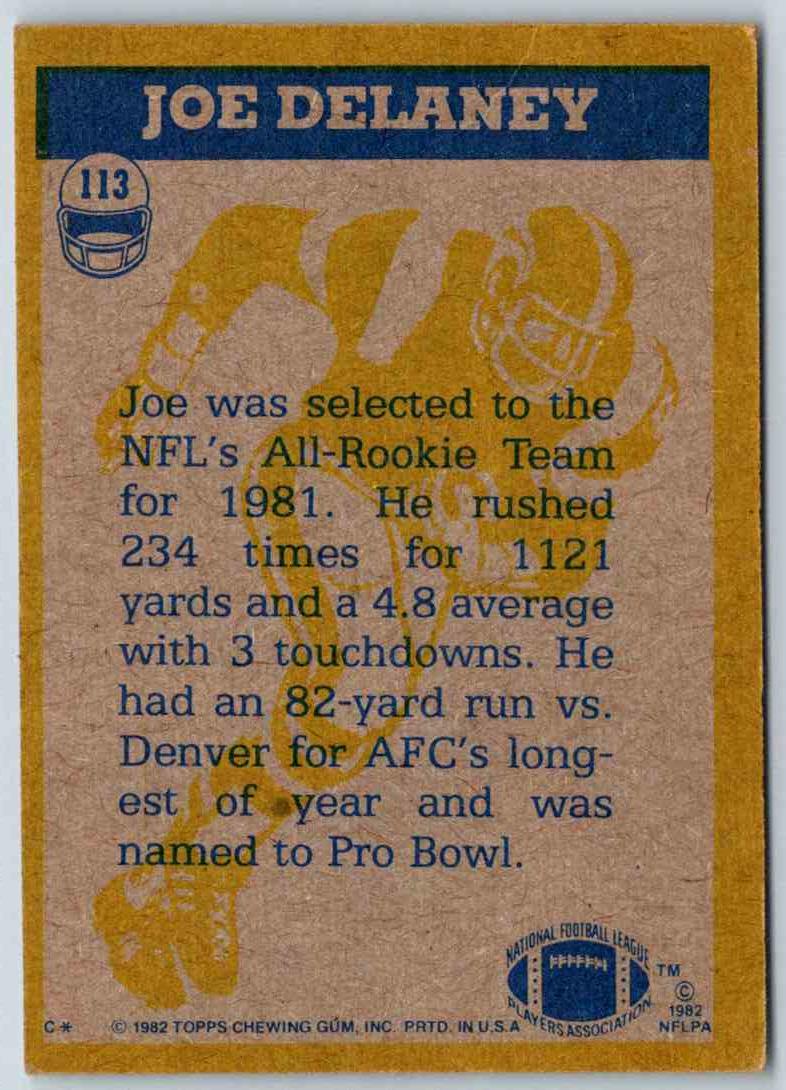 JOE DELANEY
113
Joe was selected to the
NFL's All-Rookie Team
for 1981. He rushed
234 times for 1121
yards and a 4.8 average
with 3 touchdowns. He
had an 82-yard run vs.
Denver for AFC's long-
est of year and was
named to Pro Bowl.
NATIONAL FOOTBALL LEAGUE
PLAYERS ASSOCIATION
TM
©
1982
NFLPA
C* © 1982 TOPPS CHEWING GUM, INC. PRTD. IN U.S.A